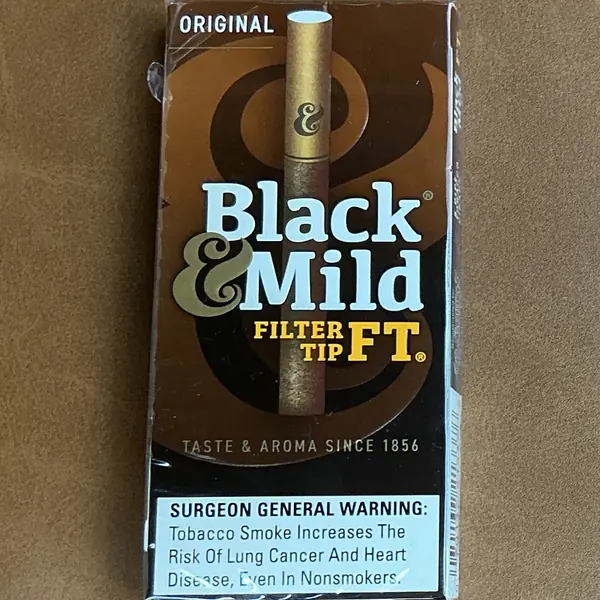 ORIGINAL
&
Black®
& Mild
FILTER
TIP FT®
TASTE & AROMA SINCE 1856
SURGEON GENERAL WARNING:
Tobacco Smoke Increases The
Risk Of Lung Cancer And Heart
Disease, Even In Nonsmokers.